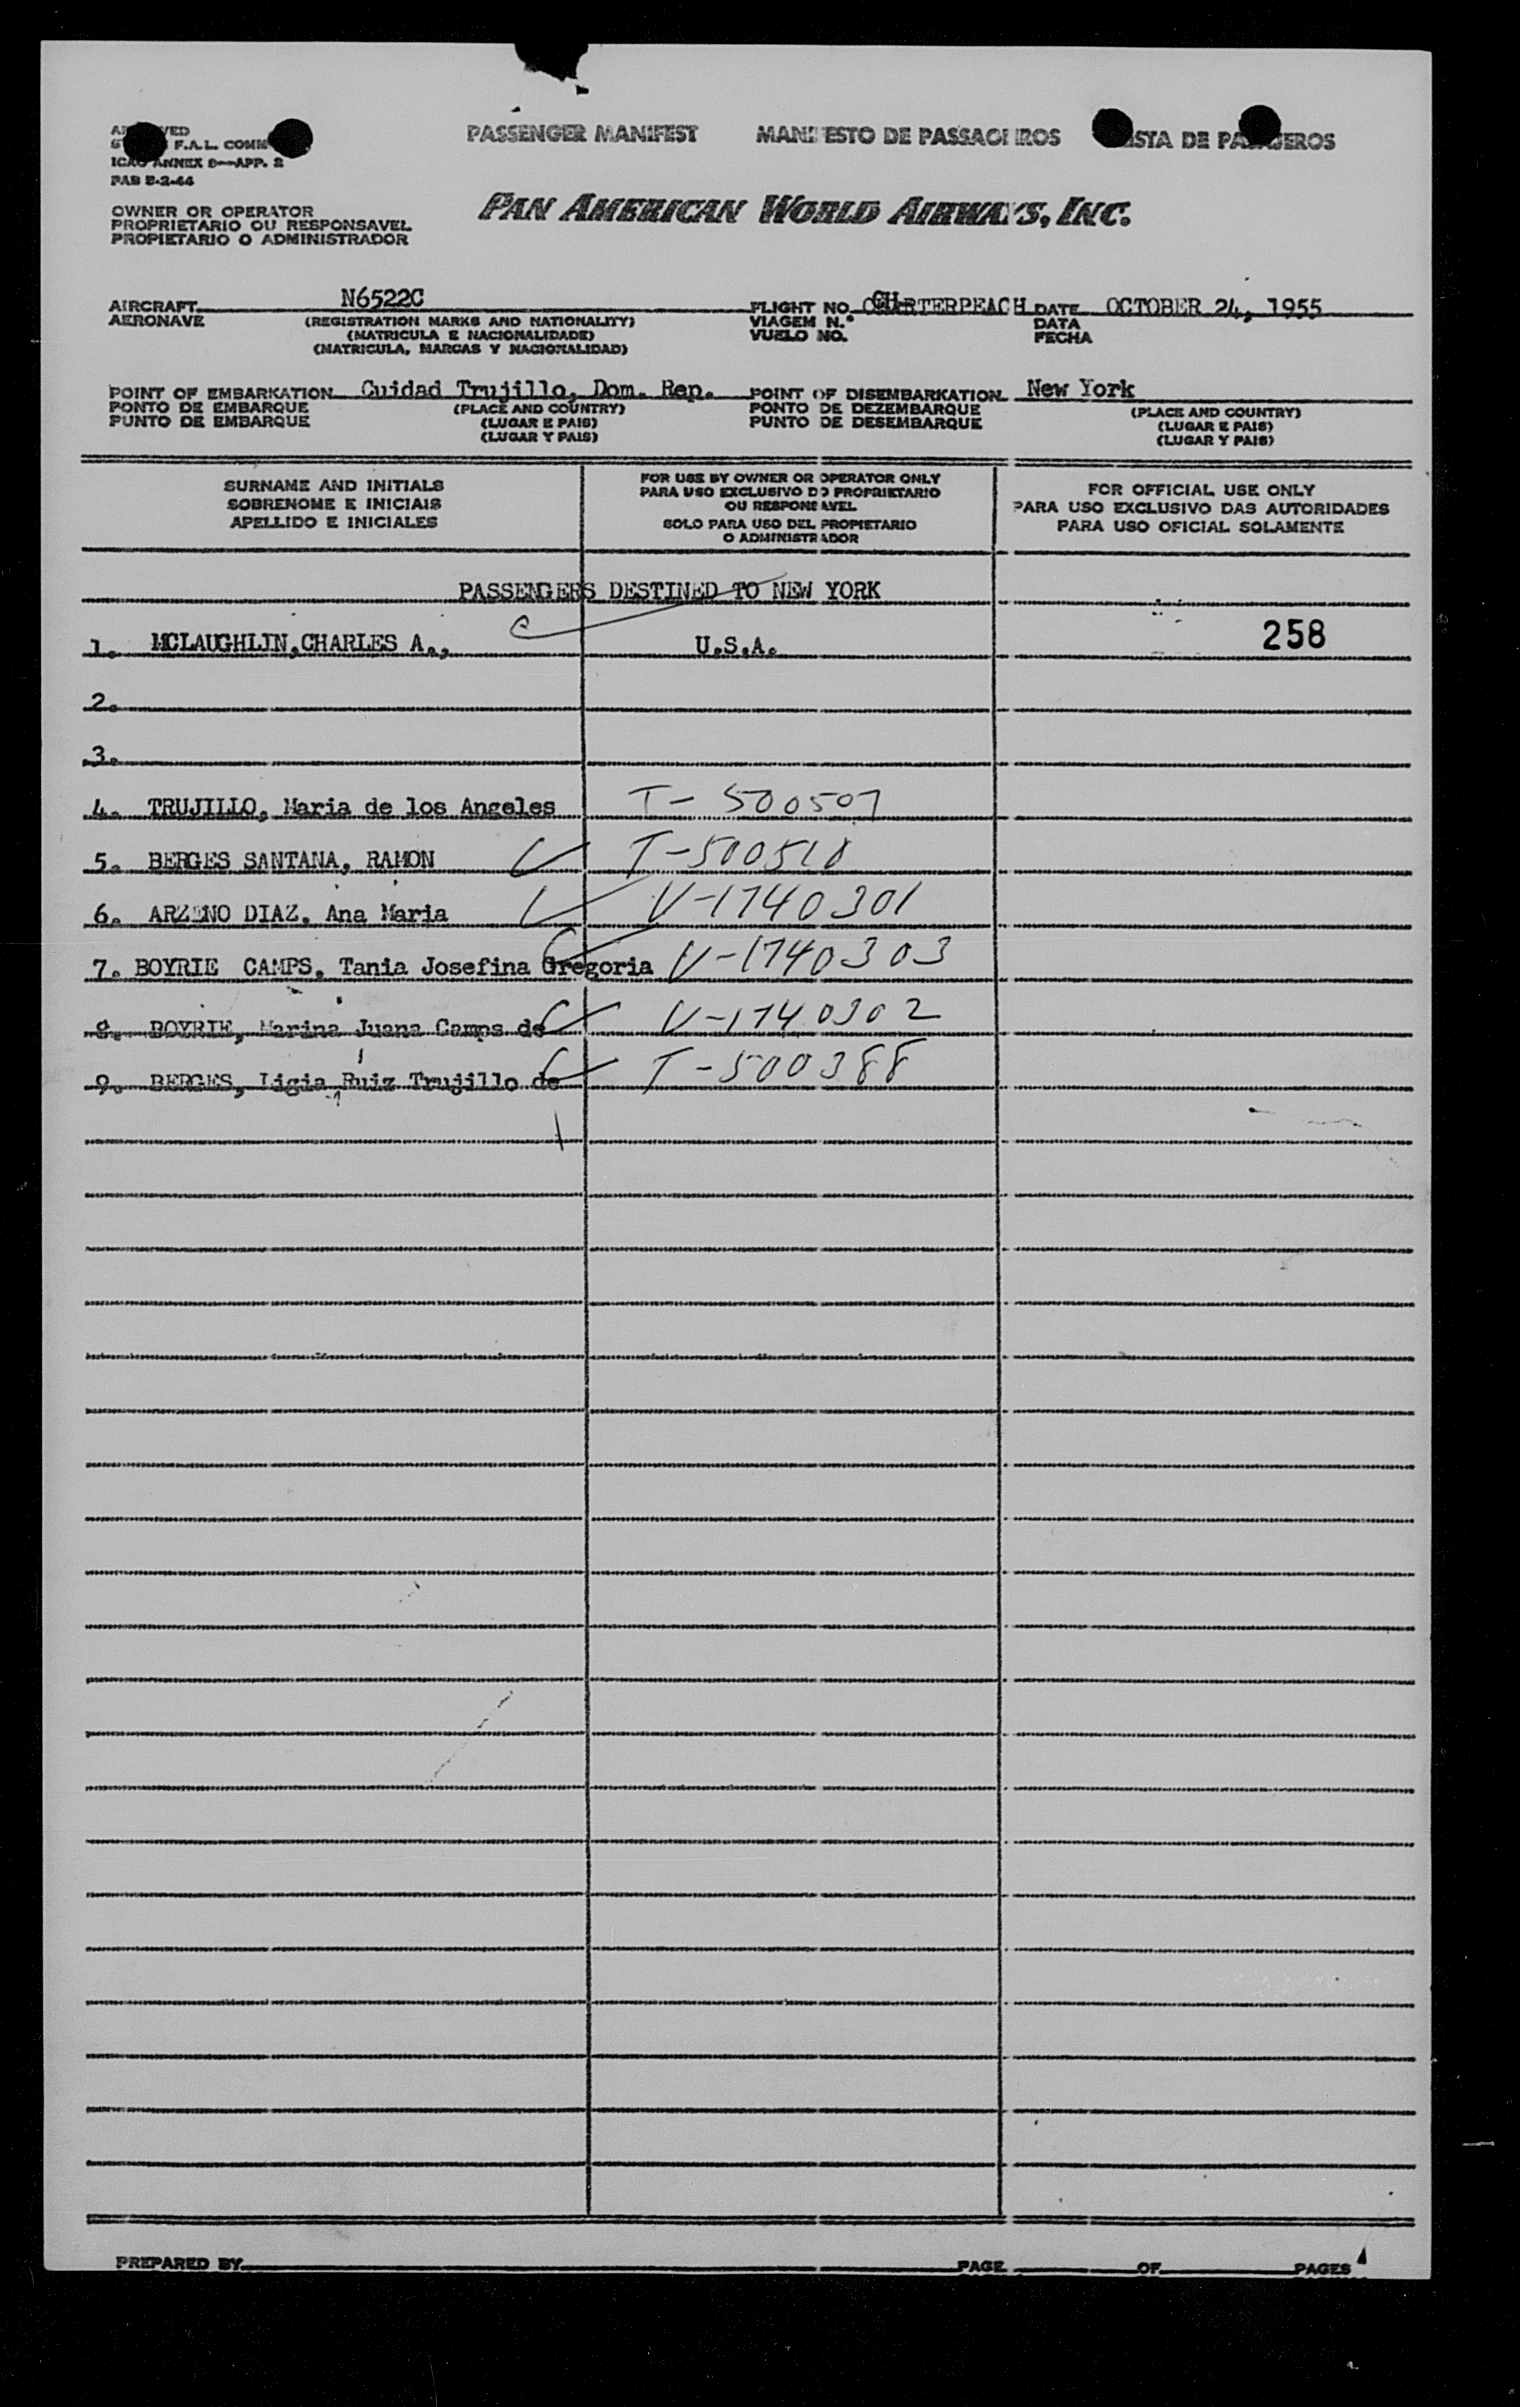 PASSENGER MANIFEST MANIFESTO DE PASSAGEIROS LISTA DE PASAJEROS
F.A.L. COMM
ICAO ANNEX 9—APP. 2
PAB 2-2-44
PAN AMERICAN WORLD AIRWAYS, INC.
OWNER OR OPERATOR
PROPRIETARIO OU RESPONSAVEL
PROPIETARIO O ADMINISTRADOR
AIRCRAFT N6522C FLIGHT NO. CHARTERPEACH DATE OCTOBER 24, 1955
AERONAVE (REGISTRATION MARKS AND NATIONALITY) VIAGEM N.° DATA
(MATRICULA E NACIONALIDADE) VUELO NO. FECHA
(MATRICULA, MARCAS Y NACIONALIDAD)
POINT OF EMBARKATION Cuidad Trujillo, Dom. Rep. POINT OF DISEMBARKATION New York
PONTO DE EMBARQUE (PLACE AND COUNTRY) PONTO DE DEZEMBARQUE (PLACE AND COUNTRY)
PUNTO DE EMBARQUE (LUGAR E PAIS) PUNTO DE DESEMBARQUE (LUGAR E PAIS)
(LUGAR Y PAIS) (LUGAR Y PAIS)
SURNAME AND INITIALS
SOBRENOME E INICIAIS
APELLIDO E INICIALES
FOR USE BY OWNER OR OPERATOR ONLY
PARA USO EXCLUSIVO DO PROPRIETARIO
OU RESPONSAVEL
SOLO PARA USO DEL PROPIETARIO
O ADMINISTRADOR
FOR OFFICIAL USE ONLY
PARA USO EXCLUSIVO DAS AUTORIDADES
PARA USO OFICIAL SOLAMENTE
PASSENGERS DESTINED TO NEW YORK
1. MCLAUGHLIN,CHARLES A., U.S.A. 258
2.
3.
4. TRUJILLO, Maria de los Angeles T-500507
5. BERGES SANTANA, RAMON T-500510
6. ARZENO DIAZ, Ana Maria V-1740301
7. BOYRIE CAMPS, Tania Josefina Gregoria V-1740303
8. BOYRIE, Marina Juana Camps de V-1740302
9. BERGES, Ligia Ruiz Trujillo de T-500388
PREPARED BY PAGE OF PAGES